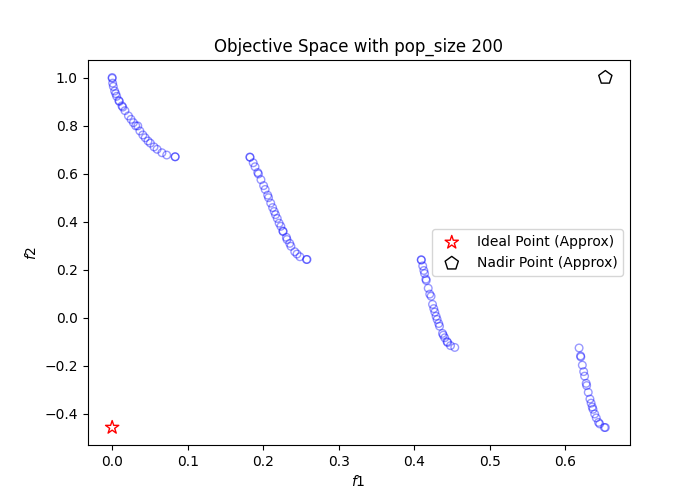 Objective Space with pop_size 200
1.0
0.8
0.6
0.4
0.2
0.0
−0.2
−0.4
f2
Ideal Point (Approx)
Nadir Point (Approx)
0.0 0.1 0.2 0.3 0.4 0.5 0.6
f1